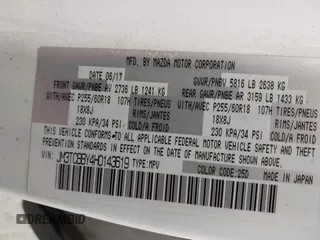 MFD. BY MAZDA MOTOR CORPORATION
DATE 06/17 GVWR/PNBV 5816 LB 2638 KG
FRONT GAWR/PNBE AV 2736 LB 1241 KG REAR GAWR/PNBE AR 3159 LB 1433 KG
WITH/AVEC P255/60R18 107H TIRES/PNEUS WITH/AVEC P255/60R18 107H TIRES/PNEUS
18X8J RIMS/JANTES 18X8J RIMS/JANTES
230 KPA/34 PSI COLD/A FROID 230 KPA/34 PSI COLD/A FROID
THIS VEHICLE CONFORMS TO ALL APPLICABLE FEDERAL MOTOR VEHICLE SAFETY, BUMPER, AND THEFT
PREVENTION STANDARDS IN EFFECT ON THE DATE OF MANUFACTURE SHOWN ABOVE.
JM3TCBBY4H0143619 TYPE:MPV
COLOR CODE:25D MADE IN JAPAN